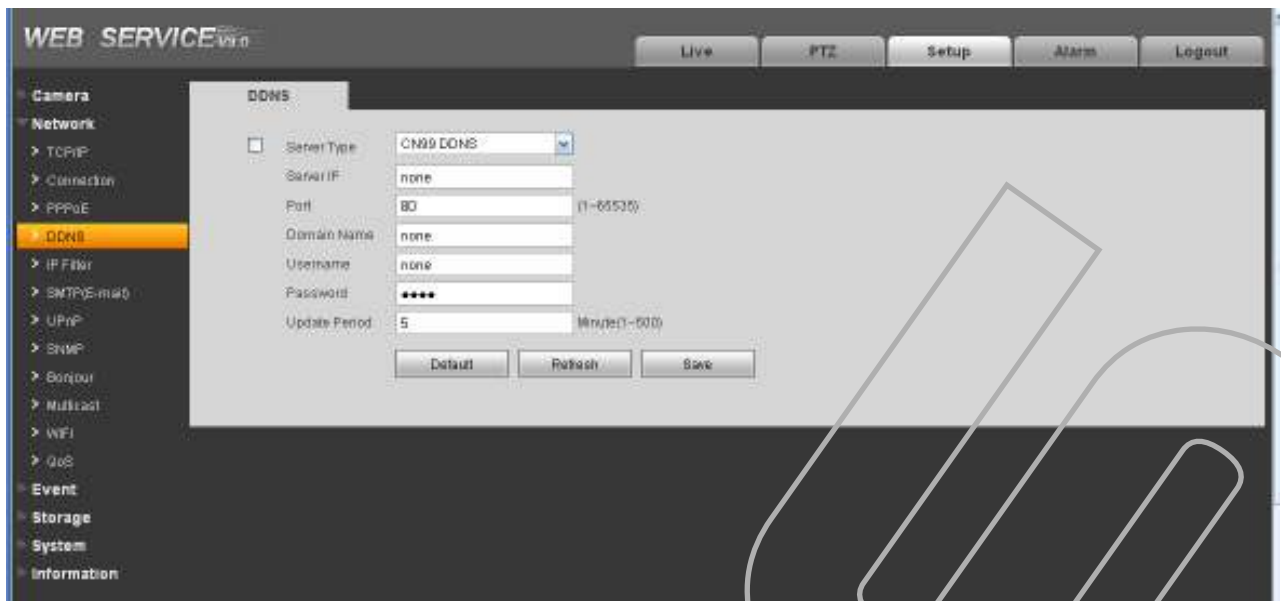 WEB SERVICE
Live
PTZ
Setup
Alarm
Logout
Camera
Network
TCP/IP
Connection
PPPoE
DDNS
IP Filter
SMTP(E-mail)
UPnP
SNMP
Bonjour
Multicast
WIFI
QoS
Event
Storage
System
Information
DDNS
Server Type CN99 DDNS
Server IP none
Port 80 (1~65535)
Domain Name none
Username none
Password ●●●●
Update Period 5 Minute(1~500)
Default Refresh Save